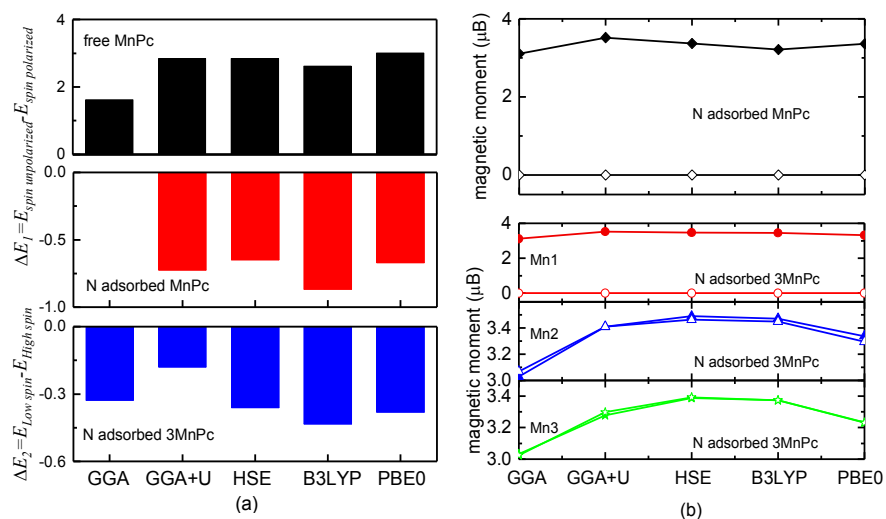 ΔE1=Espin unpolarized-Espin polarized
6
4
2
0
free MnPc
0.0
-0.5
-1.0
N adsorbed MnPc
ΔE2=ELow spin-EHigh spin
0.0
-0.3
-0.6
N adsorbed 3MnPc
GGA GGA+U HSE B3LYP PBE0
(a)
(b)
magnetic moment (μB)
4
2
0
N adsorbed MnPc
magnetic moment (μB)
4
2
0
Mn1
N adsorbed 3MnPc
3.4
3.2
3.0
Mn2
N adsorbed 3MnPc
3.4
3.2
3.0
Mn3
N adsorbed 3MnPc
GGA GGA+U HSE B3LYP PBE0
(b)